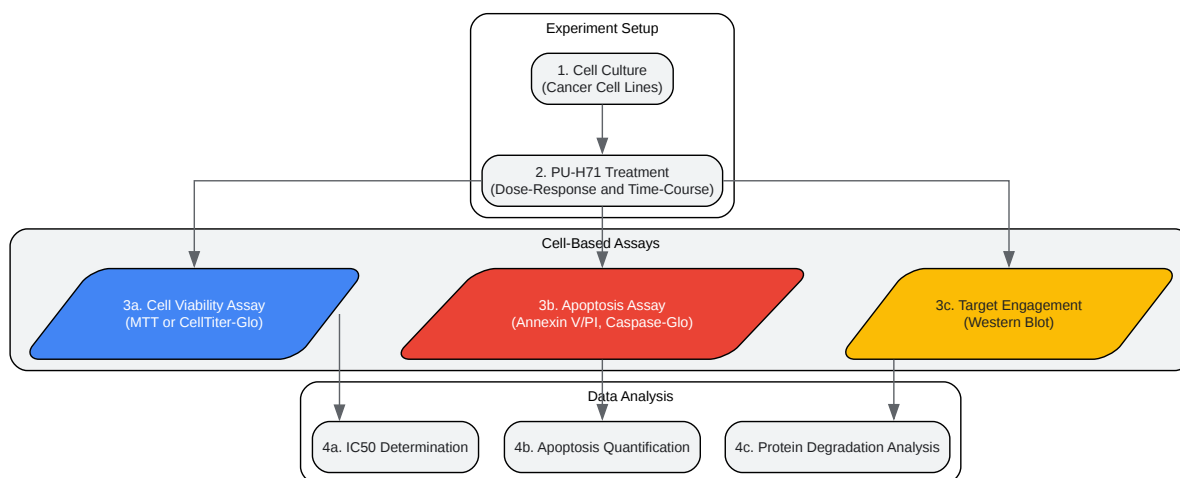 Experiment Setup
1. Cell Culture
(Cancer Cell Lines)
2. PU-H71 Treatment
(Dose-Response and Time-Course)
Cell-Based Assays
3a. Cell Viability Assay
(MTT or CellTiter-Glo)
3b. Apoptosis Assay
(Annexin V/PI, Caspase-Glo)
3c. Target Engagement
(Western Blot)
Data Analysis
4a. IC50 Determination
4b. Apoptosis Quantification
4c. Protein Degradation Analysis